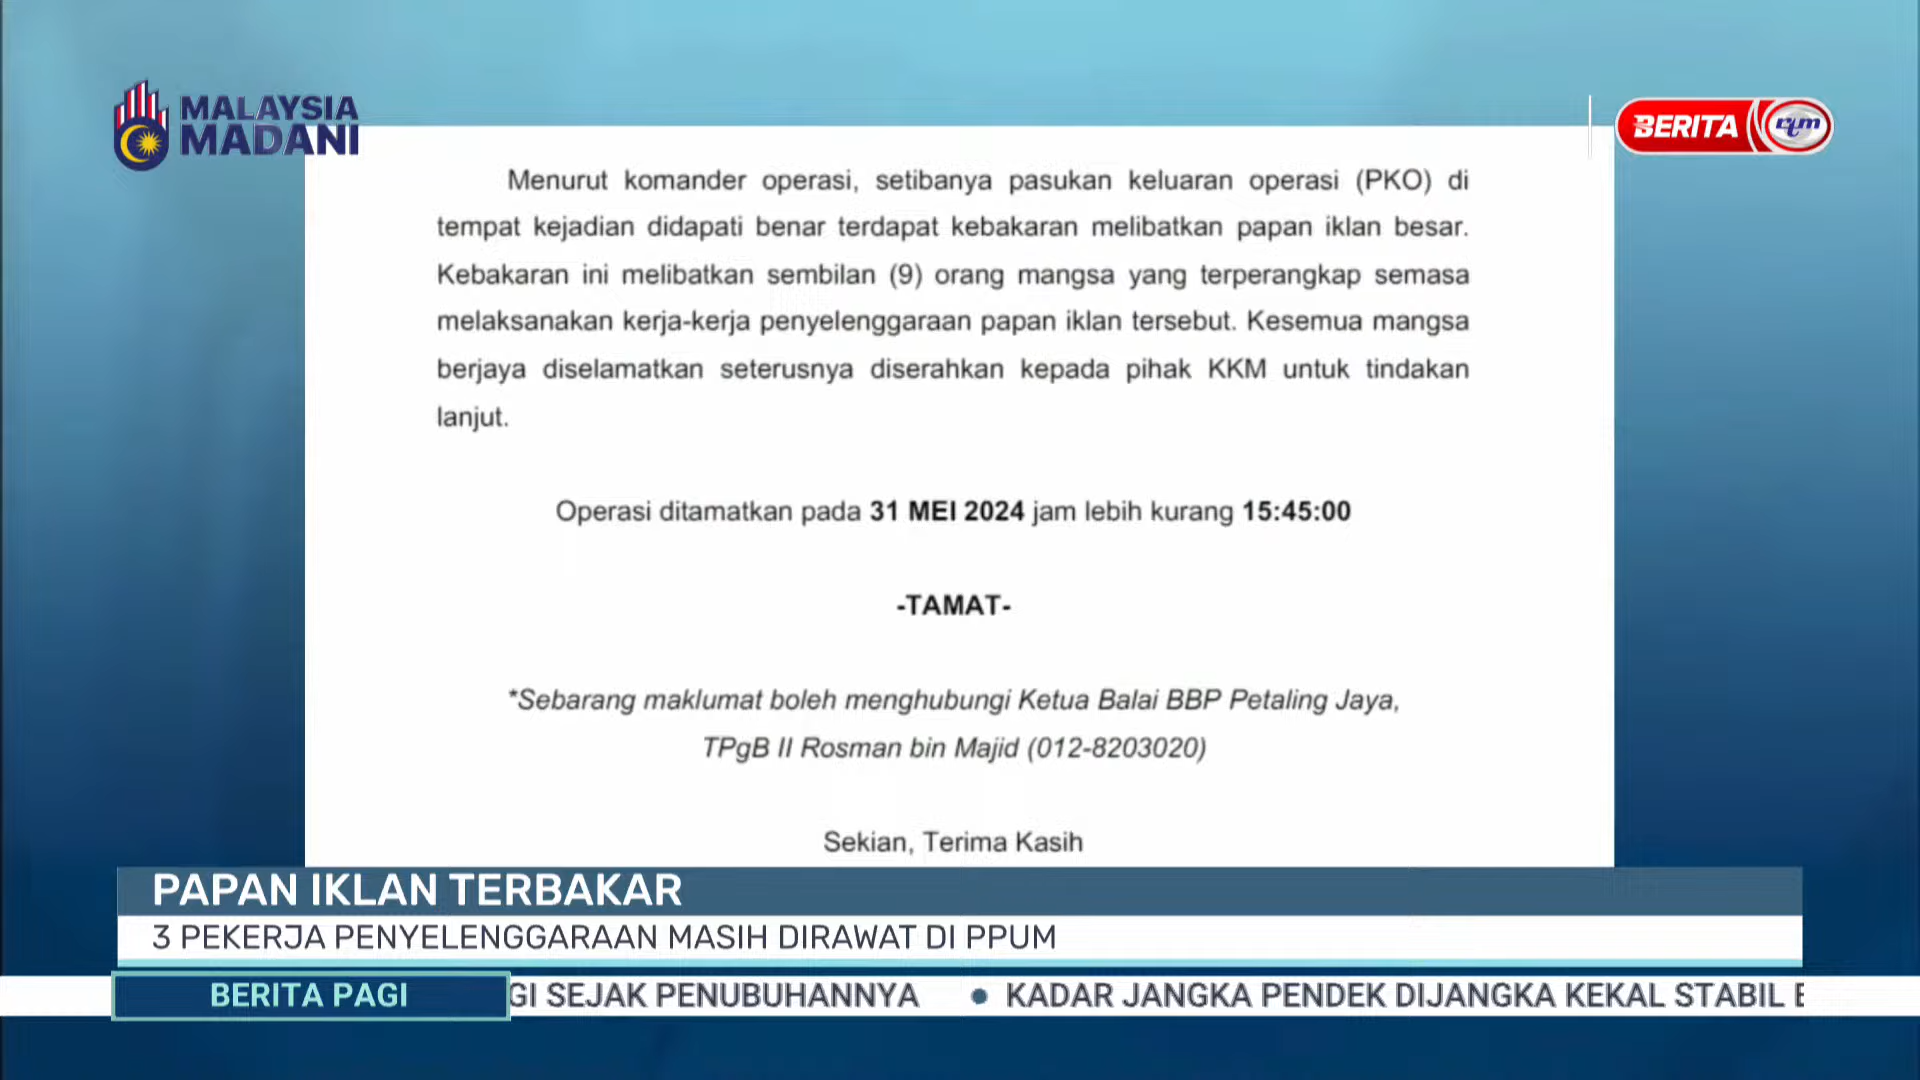 MALAYSIA
MADANI
BERITA rtm
Menurut komander operasi, setibanya pasukan keluaran operasi (PKO) di
tempat kejadian didapati benar terdapat kebakaran melibatkan papan iklan besar.
Kebakaran ini melibatkan sembilan (9) orang mangsa yang terperangkap semasa
melaksanakan kerja-kerja penyelenggaraan papan iklan tersebut. Kesemua mangsa
berjaya diselamatkan seterusnya diserahkan kepada pihak KKM untuk tindakan
lanjut.
Operasi ditamatkan pada 31 MEI 2024 jam lebih kurang 15:45:00
-TAMAT-
*Sebarang maklumat boleh menghubungi Ketua Balai BBP Petaling Jaya,
TPgB II Rosman bin Majid (012-8203020)
Sekian, Terima Kasih
PAPAN IKLAN TERBAKAR
3 PEKERJA PENYELENGGARAAN MASIH DIRAWAT DI PPUM
BERITA PAGI
GI SEJAK PENUBUHANNYA • KADAR JANGKA PENDEK DIJANGKA KEKAL STABIL